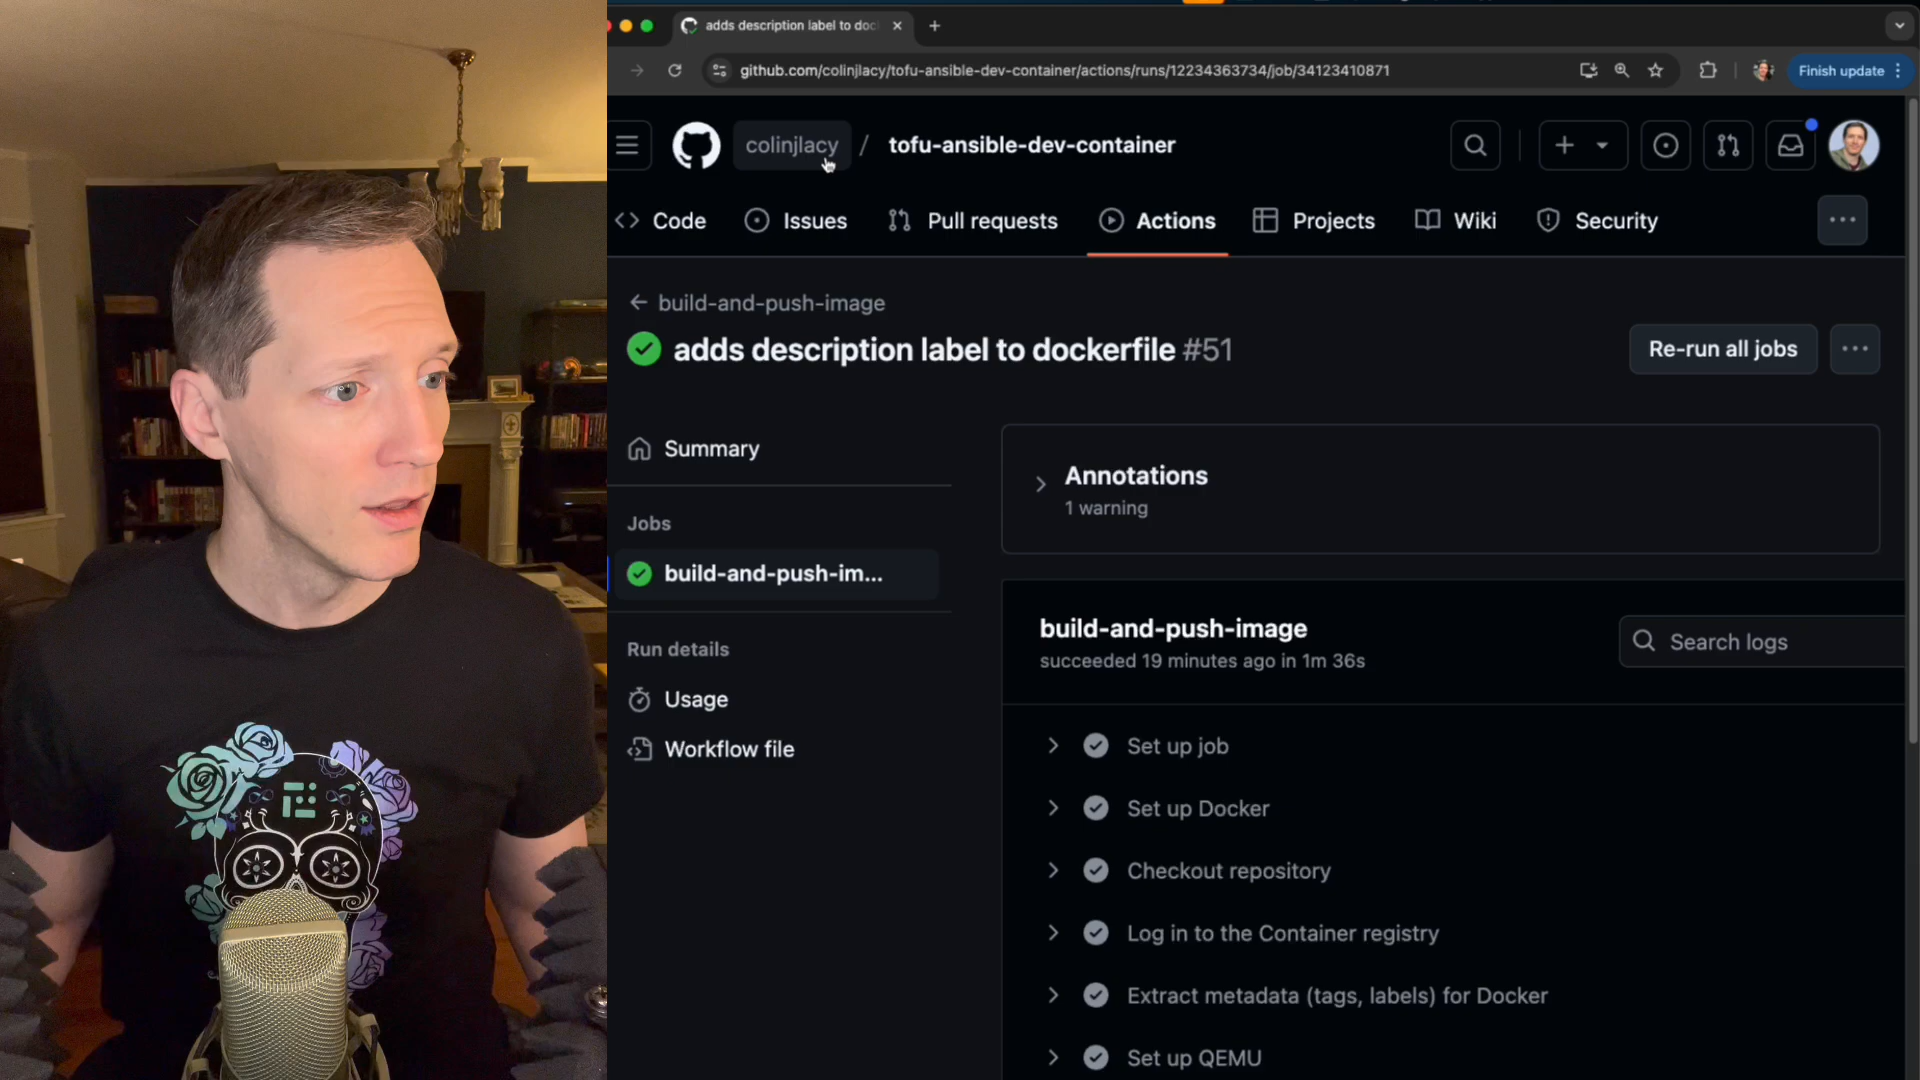 adds description label to doc
github.com/colinjlacy/tofu-ansible-dev-container/actions/runs/12234363734/job/34123410871
Finish update
colinjlacy / tofu-ansible-dev-container
Code Issues Pull requests Actions Projects Wiki Security
build-and-push-image
adds description label to dockerfile #51
Re-run all jobs
Summary
Jobs
build-and-push-im...
Run details
Usage
Workflow file
Annotations
1 warning
build-and-push-image
succeeded 19 minutes ago in 1m 36s
Search logs
Set up job
Set up Docker
Checkout repository
Log in to the Container registry
Extract metadata (tags, labels) for Docker
Set up QEMU